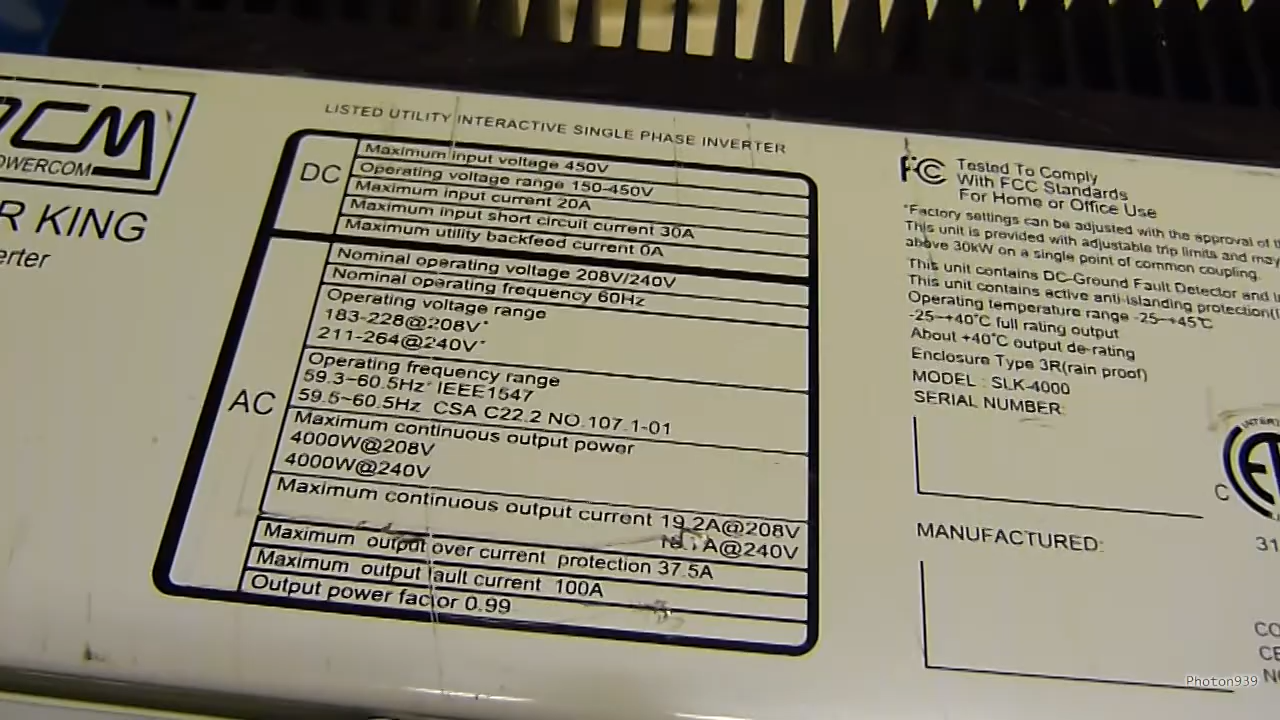 PCM
POWERCOM
R KING
erter
LISTED UTILITY INTERACTIVE SINGLE PHASE INVERTER
DC
Maximum input voltage 450V
Operating voltage range 150-450V
Maximum input current 20A
Maximum input short circuit current 30A
Maximum utility backfeed current 0A
AC
Nominal operating voltage 208V/240V
Nominal operating frequency 60Hz
Operating voltage range
183-228@208V*
211-264@240V*
Operating frequency range
59.3~60.5Hz* IEEE1547
59.5~60.5Hz CSA C22.2 NO.107.1-01
Maximum continuous output power
4000W@208V
4000W@240V
Maximum continuous output current 19.2A@208V
A@240V
Maximum output over current protection 37.5A
Maximum output fault current 100A
Output power factor 0.99
FC Tested To Comply
With FCC Standards
For Home or Office Use
*Factory settings can be adjusted with the approval of
This unit is provided with adjustable trip limits and may
above 30kW on a single point of common coupling.
This unit contains DC-Ground Fault Detector and
This unit contains active anti-islanding protection
Operating temperature range -25~+45℃
-25~+40℃ full rating output
About +40℃ output de-rating
Enclosure Type 3R(rain proof)
MODEL : SLK-4000
SERIAL NUMBER:
C
MANUFACTURED:
31
CO
CE
NO
Photon939